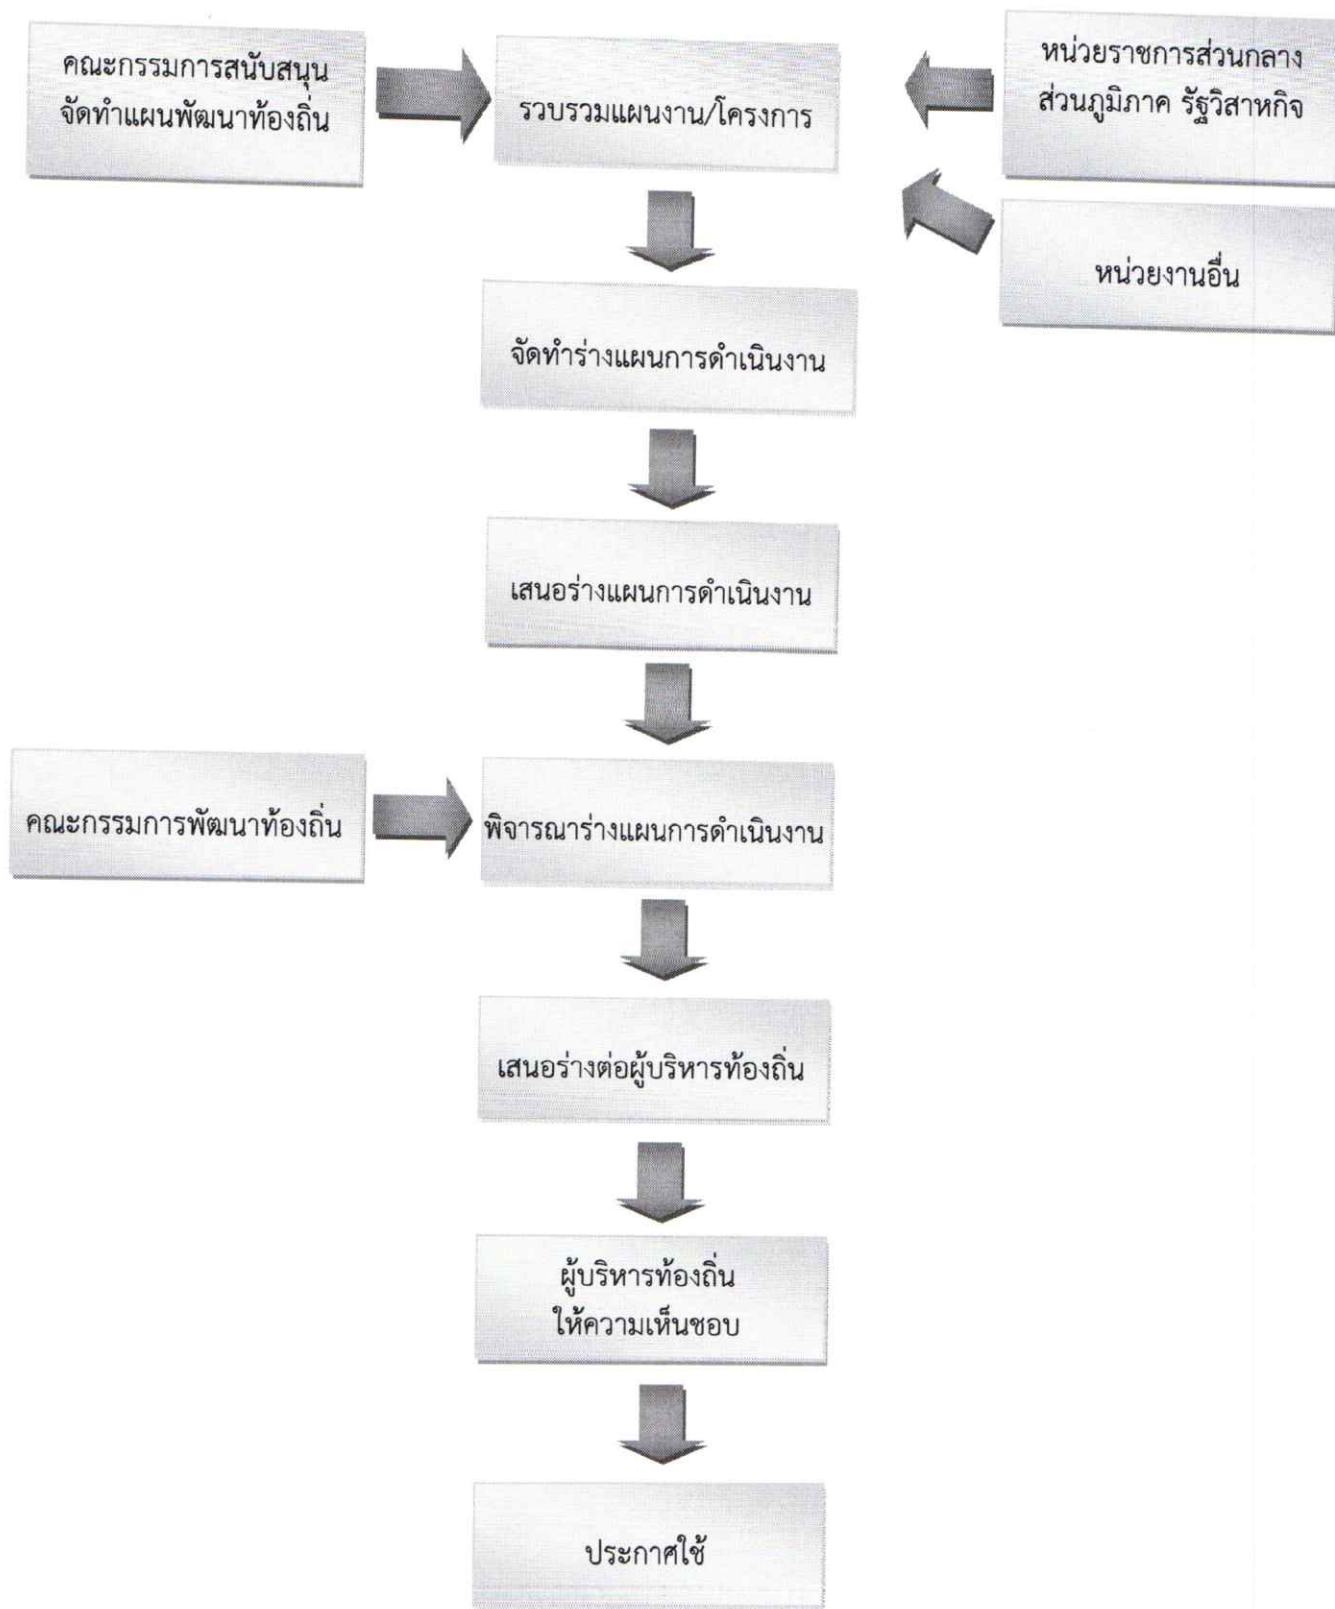 คณะกรรมการสนับสนุน
จัดทำแผนพัฒนาท้องถิ่น
รวบรวมแผนงาน/โครงการ
หน่วยราชการส่วนกลาง
ส่วนภูมิภาค รัฐวิสาหกิจ
หน่วยงานอื่น
จัดทำร่างแผนการดำเนินงาน
เสนอร่างแผนการดำเนินงาน
คณะกรรมการพัฒนาท้องถิ่น
พิจารณาร่างแผนการดำเนินงาน
เสนอร่างต่อผู้บริหารท้องถิ่น
ผู้บริหารท้องถิ่น
ให้ความเห็นชอบ
ประกาศใช้